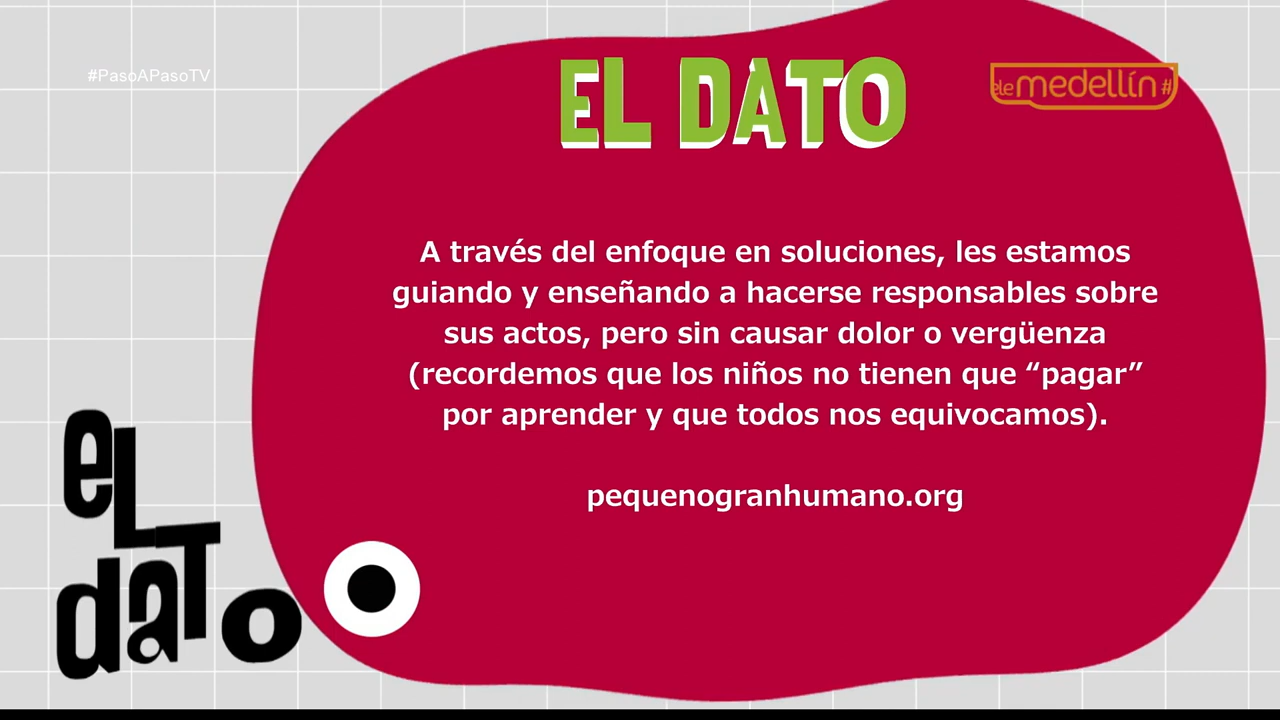 #PasoAPasoTV
EL DATO
ele medellín #
A través del enfoque en soluciones, les estamos
guiando y enseñando a hacerse responsables sobre
sus actos, pero sin causar dolor o vergüenza
(recordemos que los niños no tienen que “pagar”
por aprender y que todos nos equivocamos).
pequenogranhumano.org
eL
daTo